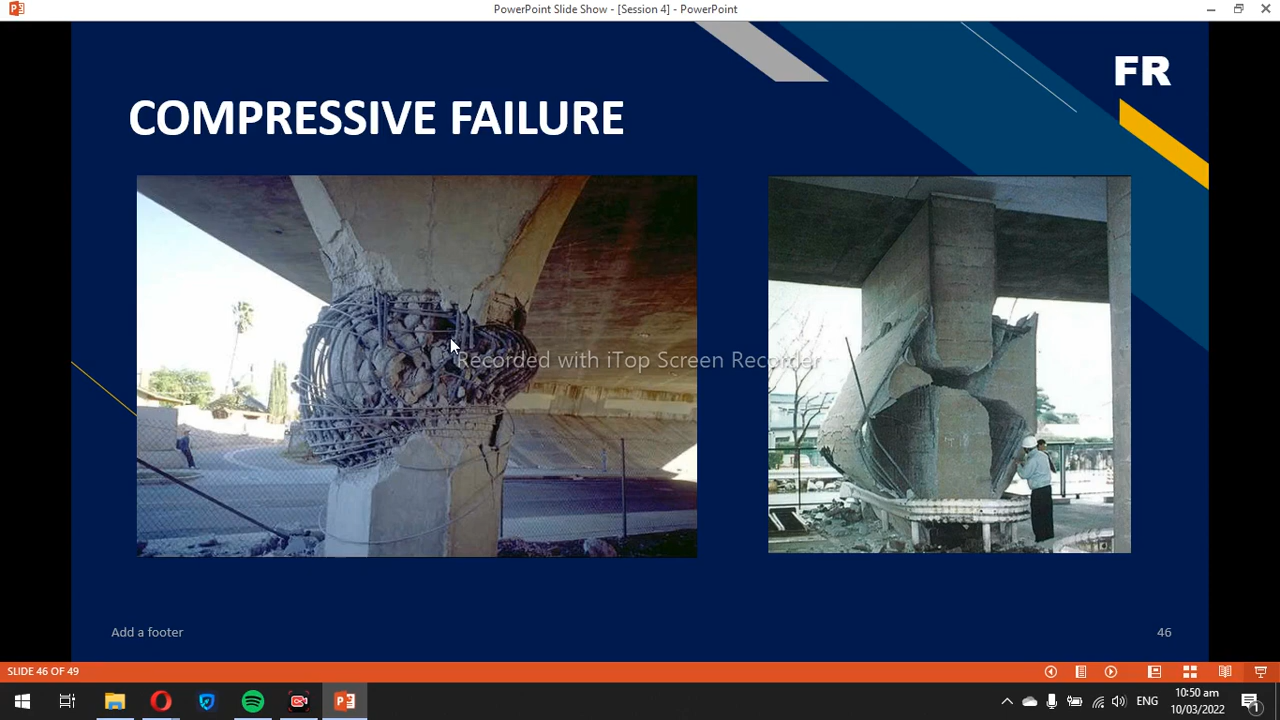 PowerPoint Slide Show - [Session 4] - PowerPoint
FR
COMPRESSIVE FAILURE
Recorded with iTop Screen Recorder
Add a footer
46
SLIDE 46 OF 49
ENG
10:50 am
10/03/2022
1